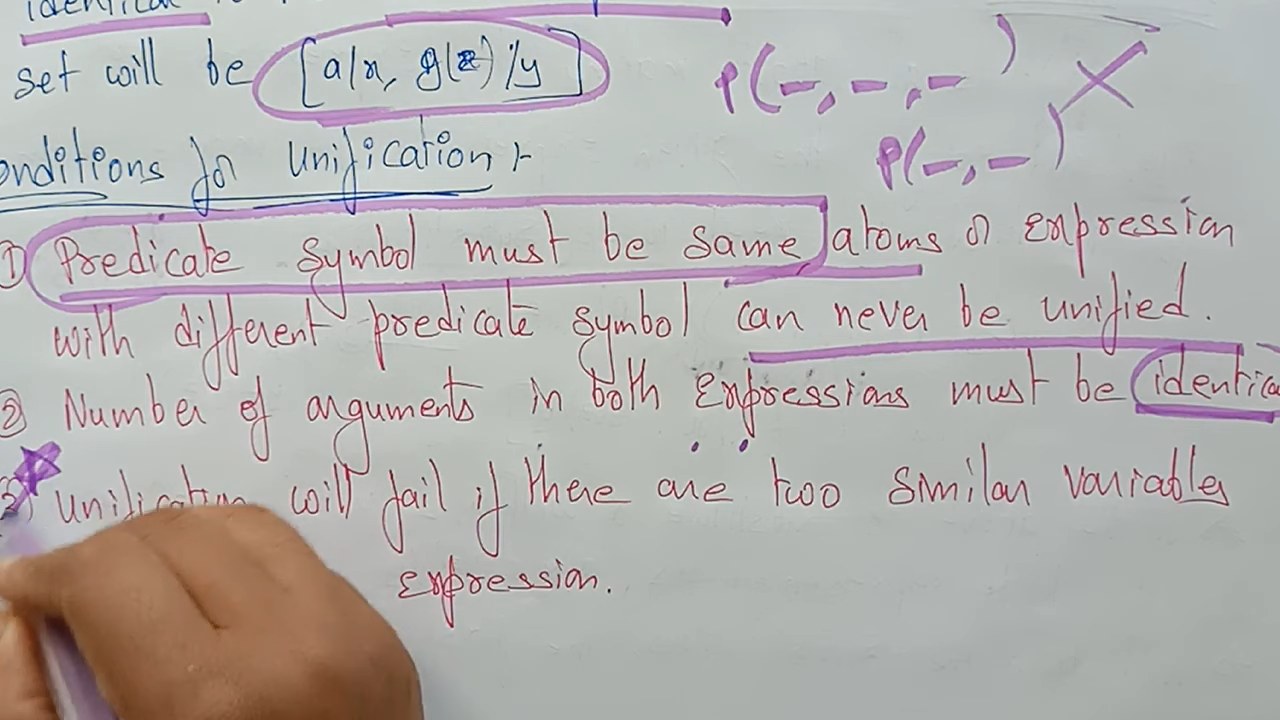 identical
set will be [a/x, g(z)/y]
P(-, -, -)
P(-, -)
onditions for Unification:-
① Predicate symbol must be same atoms or expression
with different predicate symbol can never be unified.
② Number of arguments in both expressions must be identica
③ unification will fail if there are two similar variables
expression.